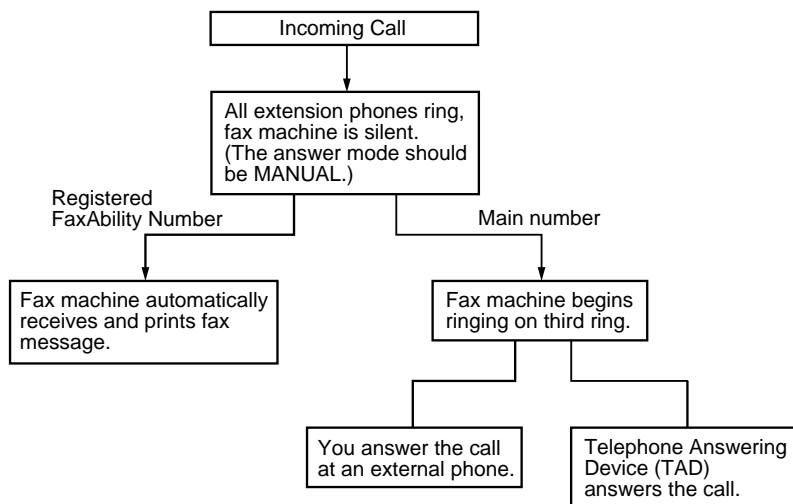 Incoming Call
All extension phones ring,
fax machine is silent.
(The answer mode should
be MANUAL.)
Registered
FaxAbility Number
Main number
Fax machine automatically
receives and prints fax
message.
Fax machine begins
ringing on third ring.
You answer the call
at an external phone.
Telephone Answering
Device (TAD)
answers the call.